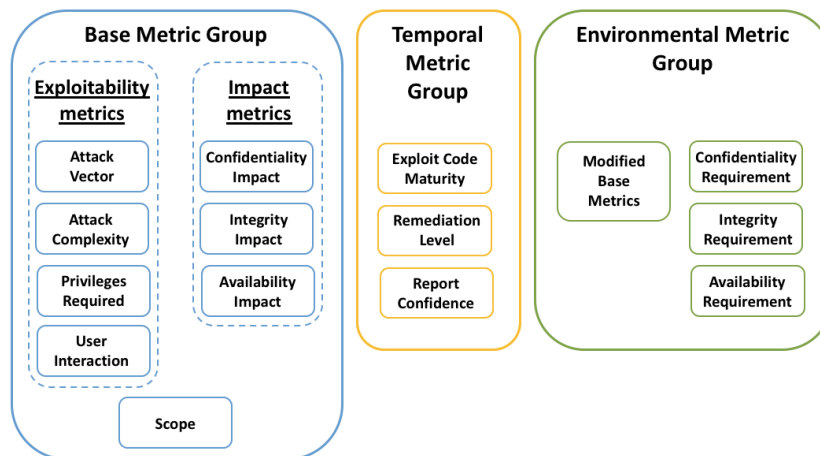 Base Metric Group
Exploitability
metrics
Attack
Vector
Attack
Complexity
Privileges
Required
User
Interaction
Impact
metrics
Confidentiality
Impact
Integrity
Impact
Availability
Impact
Scope
Temporal
Metric
Group
Exploit Code
Maturity
Remediation
Level
Report
Confidence
Environmental Metric
Group
Modified
Base
Metrics
Confidentiality
Requirement
Integrity
Requirement
Availability
Requirement